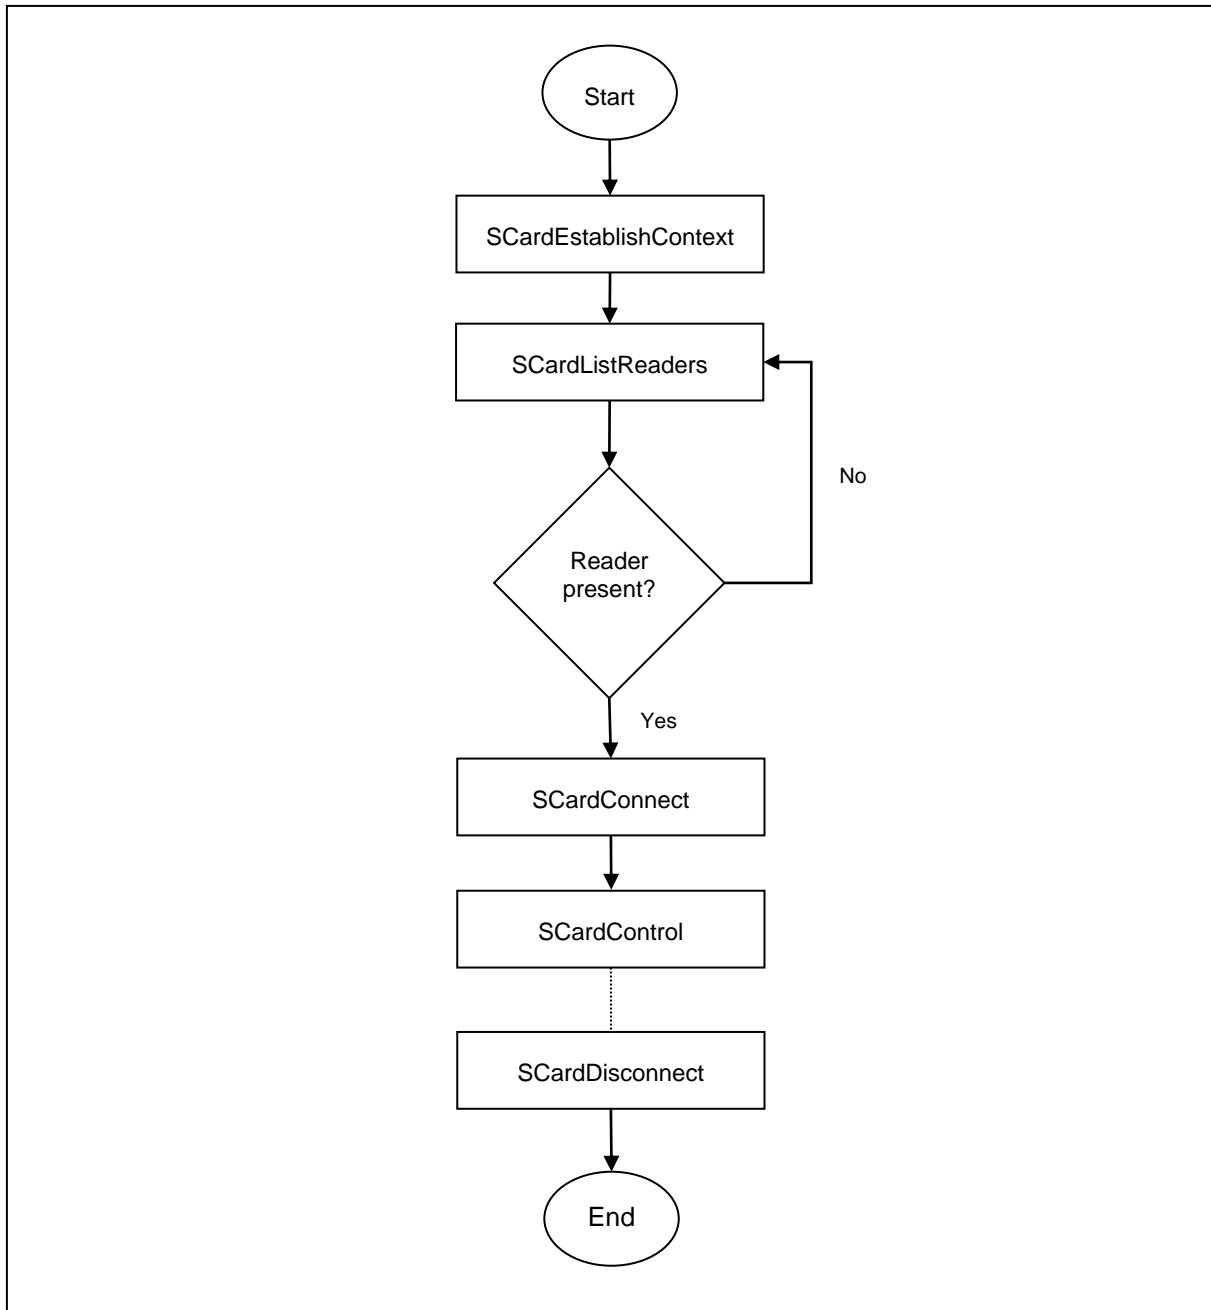 Start
SCardEstablishContext
SCardListReaders
No
Reader
present?
Yes
SCardConnect
SCardControl
SCardDisconnect
End